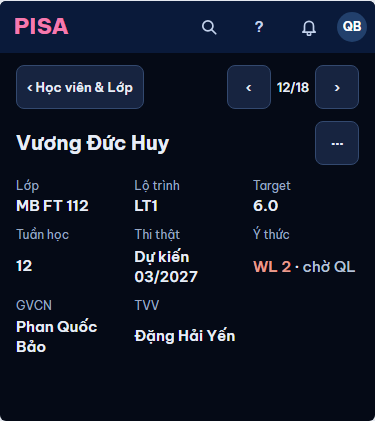 PISA
?
QB
‹ Học viên & Lớp
‹
12/18
›
Vương Đức Huy
...
Lớp
Lộ trình
Target
MB FT 112
LT1
6.0
Tuần học
Thi thật
Ý thức
12
Dự kiến
03/2027
WL 2 · chờ QL
GVCN
TVV
Phan Quốc
Bảo
Đặng Hải Yến